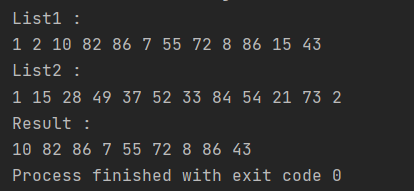 List1 :
1 2 10 82 86 7 55 72 8 86 15 43
List2 :
1 15 28 49 37 52 33 84 54 21 73 2
Result :
10 82 86 7 55 72 8 86 43
Process finished with exit code 0